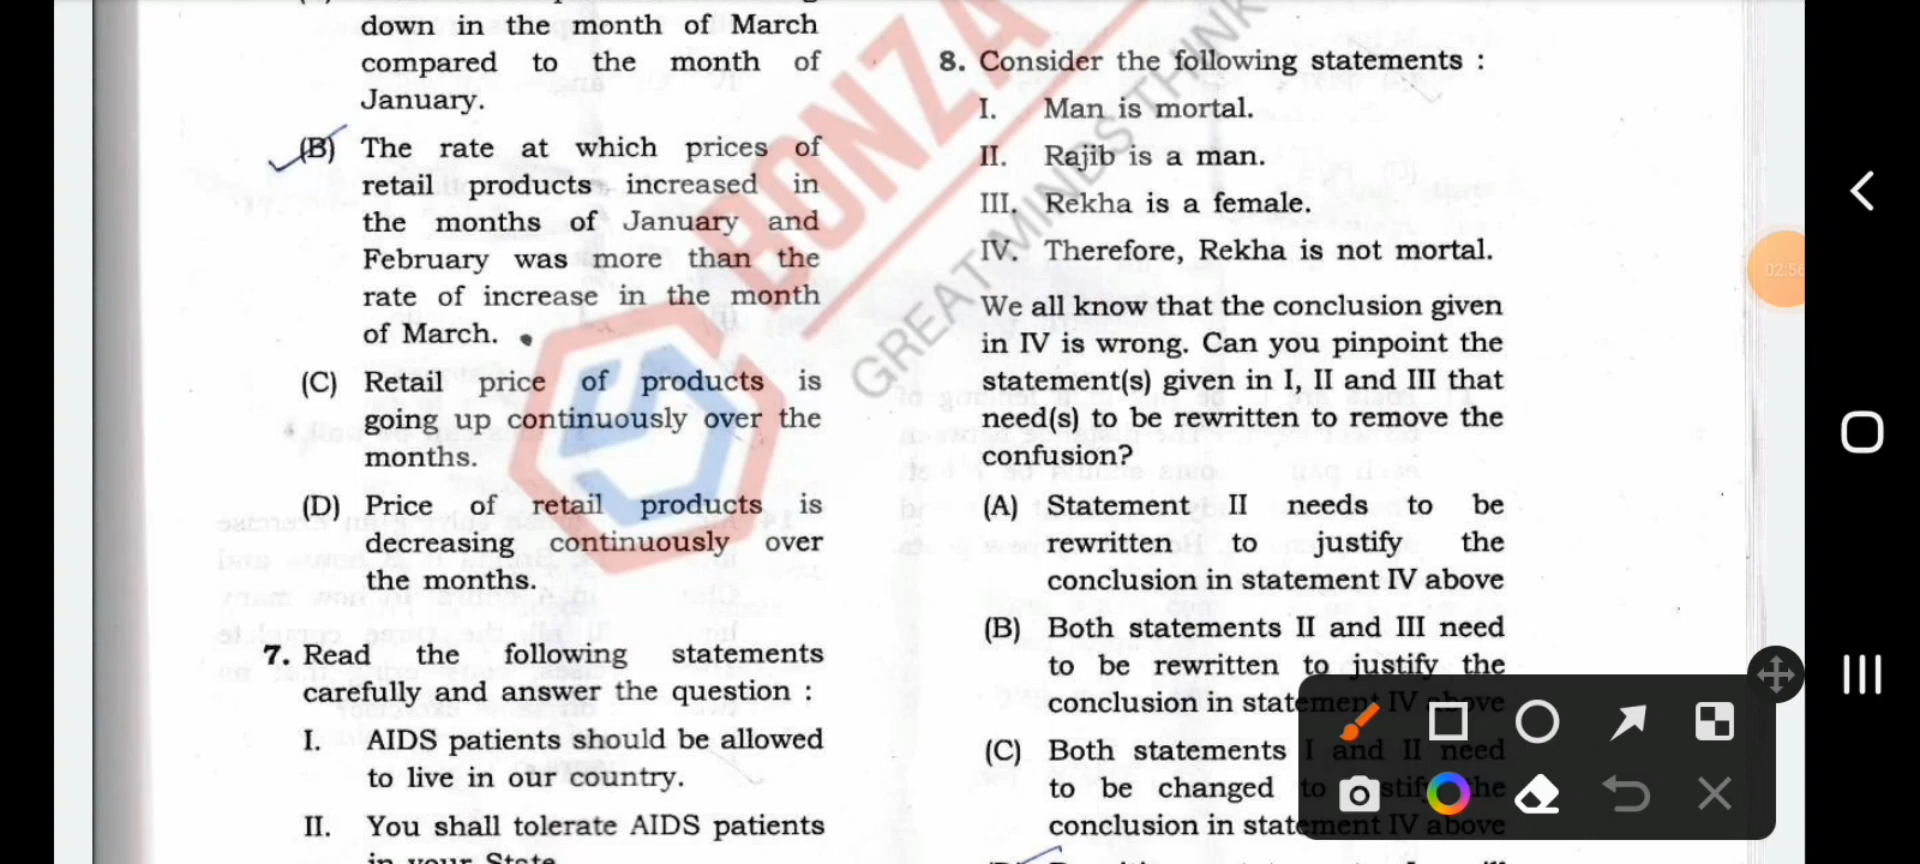 down in the month of March
compared to the month of
January.
(B) The rate at which prices of
retail products increased in
the months of January and
February was more than the
rate of increase in the month
of March.
(C) Retail price of products is
going up continuously over the
months.
(D) Price of retail products is
decreasing continuously over
the months.
7. Read the following statements
carefully and answer the question :
I. AIDS patients should be allowed
to live in our country.
II. You shall tolerate AIDS patients
in your State
8. Consider the following statements :
I. Man is mortal.
II. Rajib is a man.
III. Rekha is a female.
IV. Therefore, Rekha is not mortal.
We all know that the conclusion given
in IV is wrong. Can you pinpoint the
statement(s) given in I, II and III that
need(s) to be rewritten to remove the
confusion?
(A) Statement II needs to be
rewritten to justify the
conclusion in statement IV above
(B) Both statements II and III need
to be rewritten to justify the
conclusion in statement IV above
(C) Both statements I and II need
to be changed to justify the
conclusion in statement IV above
BONZA
GREAT MINDS THINK
02:56